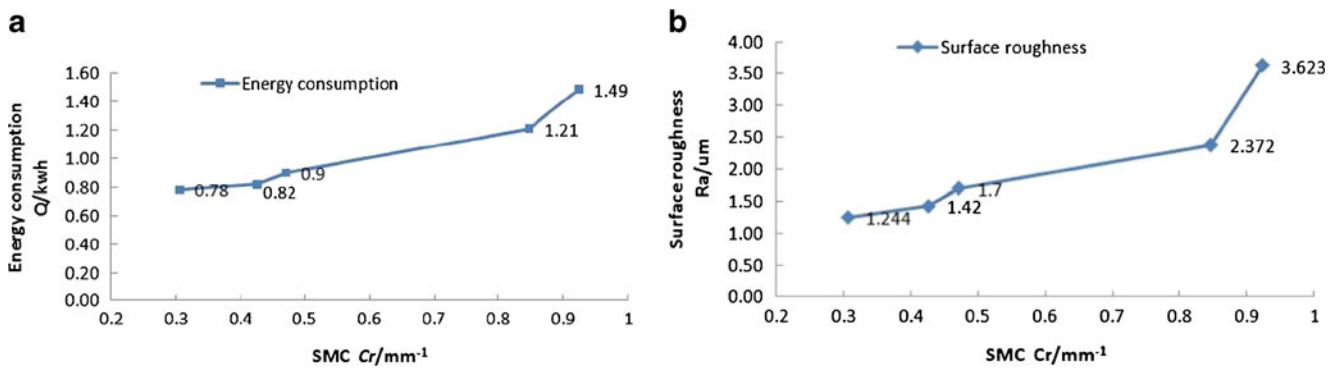 a
Energy consumption
Q/kwh
1.60
1.40
1.20
1.00
0.80
0.60
0.40
0.20
0.00
Energy consumption
0.78
0.82
0.9
1.21
1.49
0.2 0.3 0.4 0.5 0.6 0.7 0.8 0.9 1
SMC Cr/mm-1
b
Surface roughness
Ra/um
4.00
3.50
3.00
2.50
2.00
1.50
1.00
0.50
0.00
Surface roughness
1.244
1.42
1.7
2.372
3.623
0.2 0.3 0.4 0.5 0.6 0.7 0.8 0.9 1
SMC Cr/mm-1